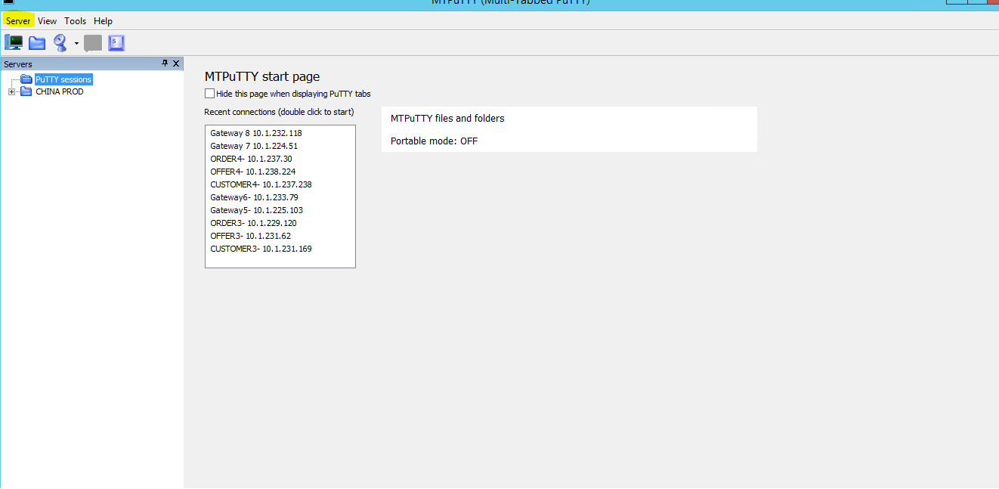 MTPuTTY (Multi-Tabbed PuTTY)
Server View Tools Help
Servers
PuTTY sessions
CHINA PROD
MTPuTTY start page
Hide this page when displaying PuTTY tabs
Recent connections (double click to start)
Gateway 8 10.1.232.118
Gateway 7 10.1.224.51
ORDER4- 10.1.237.30
OFFER4- 10.1.238.224
CUSTOMER4- 10.1.237.238
Gateway6- 10.1.233.79
Gateway5- 10.1.225.103
ORDER3- 10.1.229.120
OFFER3- 10.1.231.62
CUSTOMER3- 10.1.231.169
MTPuTTY files and folders
Portable mode: OFF